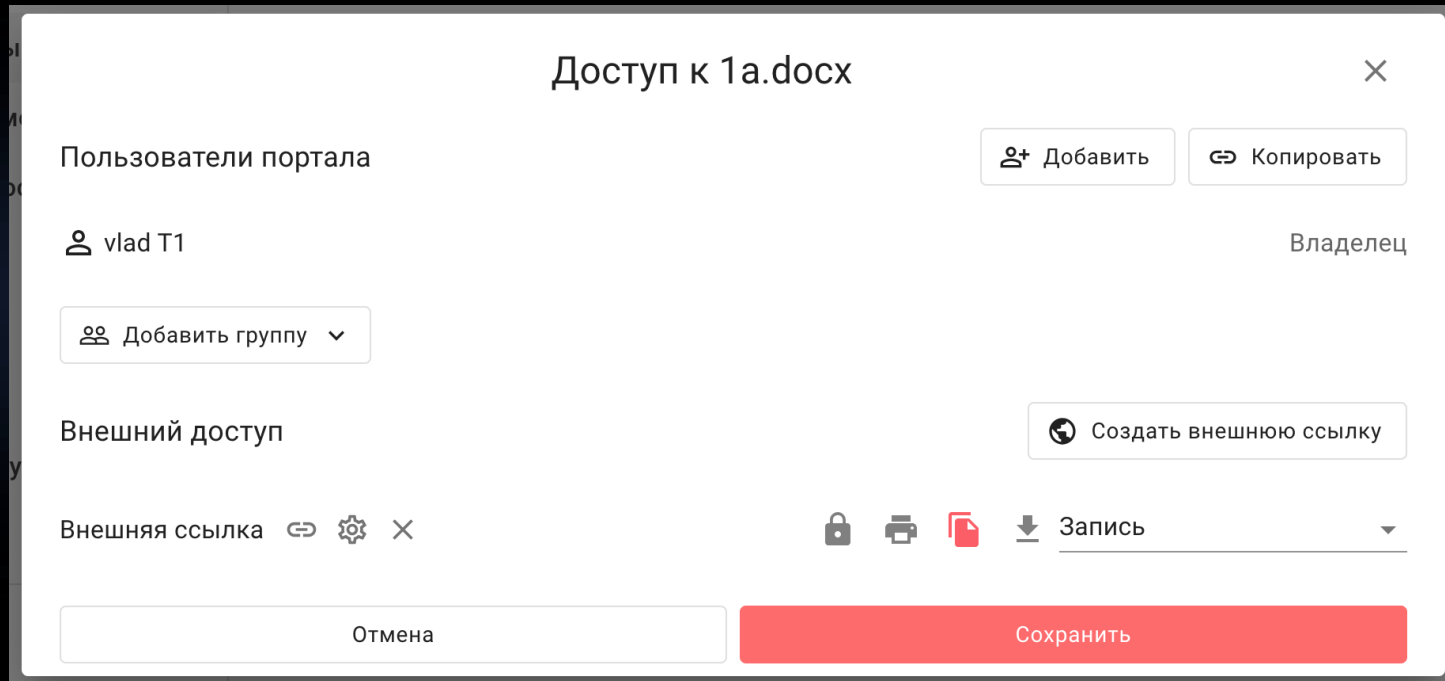 Доступ к 1a.docx
Пользователи портала
Добавить
Копировать
vlad T1
Владелец
Добавить группу
Внешний доступ
Создать внешнюю ссылку
Внешняя ссылка
Запись
Отмена
Сохранить